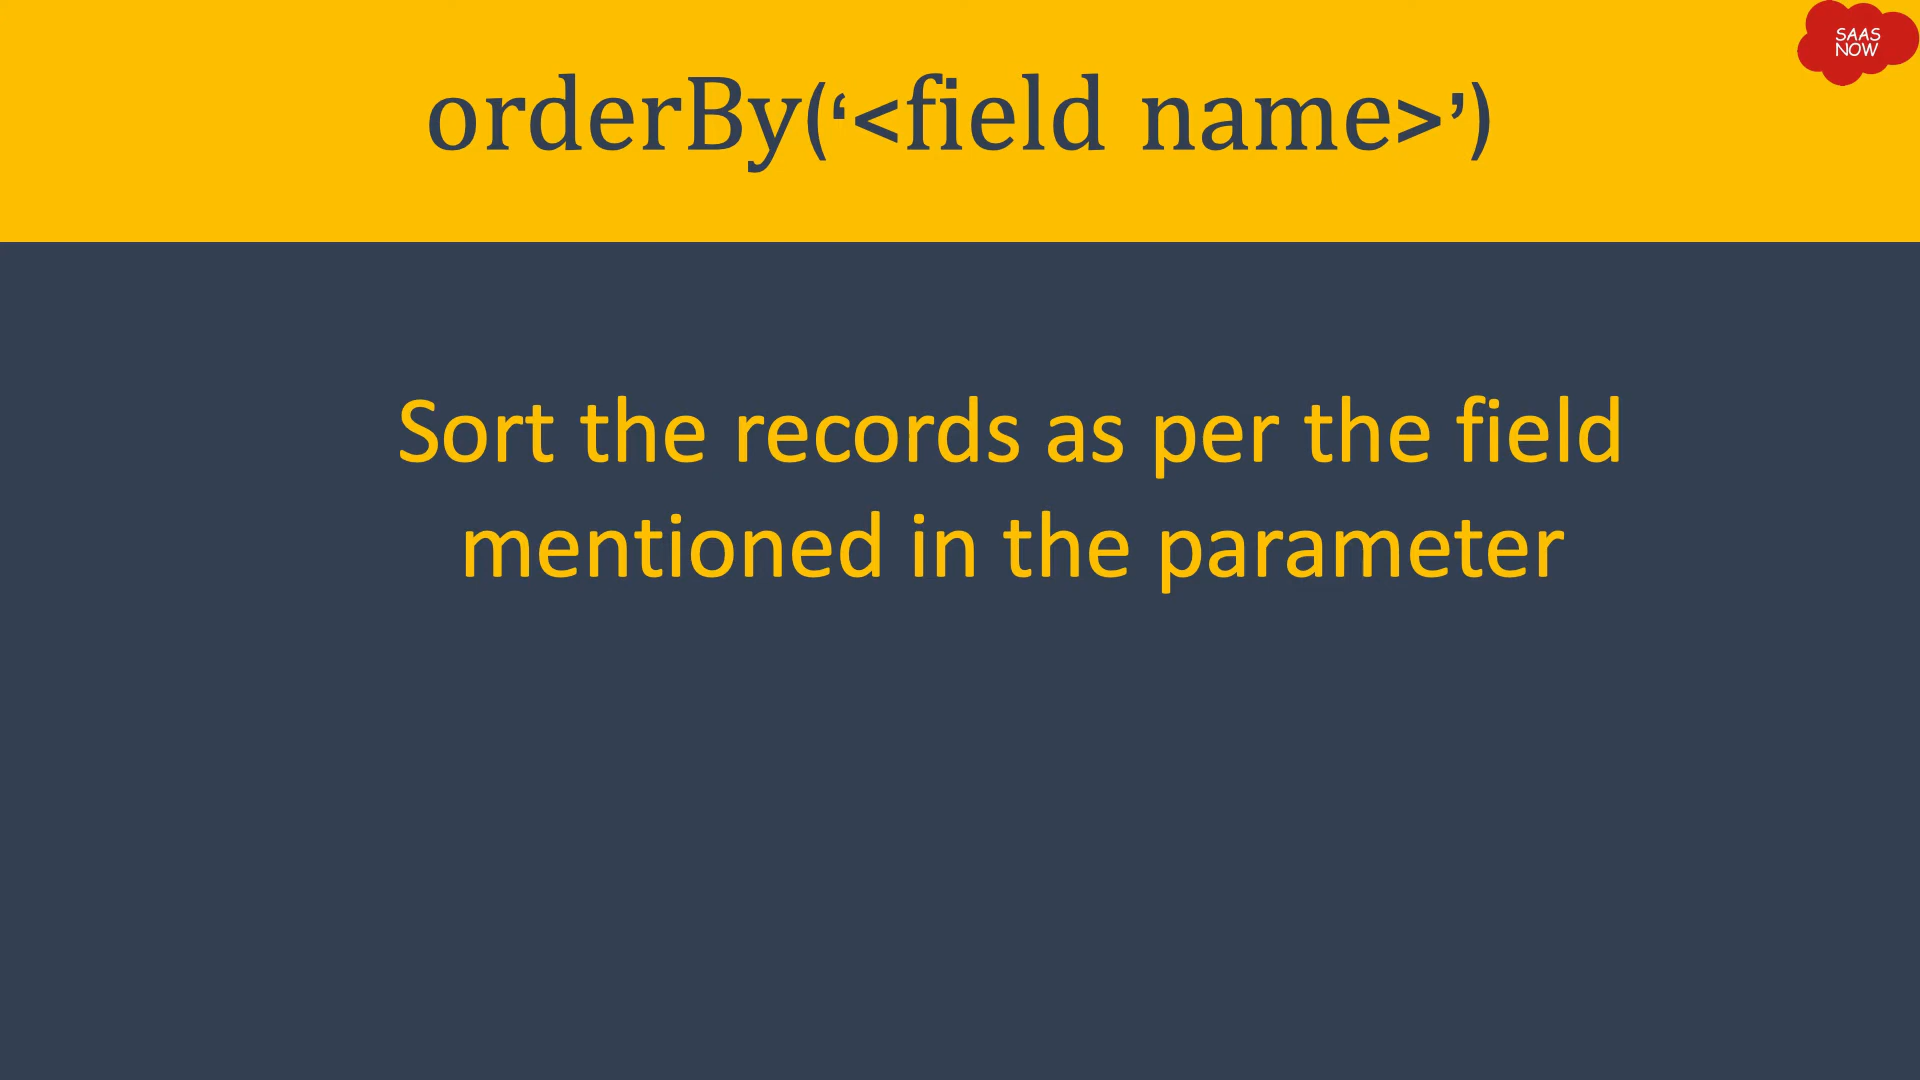 SAAS
NOW
orderBy(‘<field name>’)
Sort the records as per the field
mentioned in the parameter